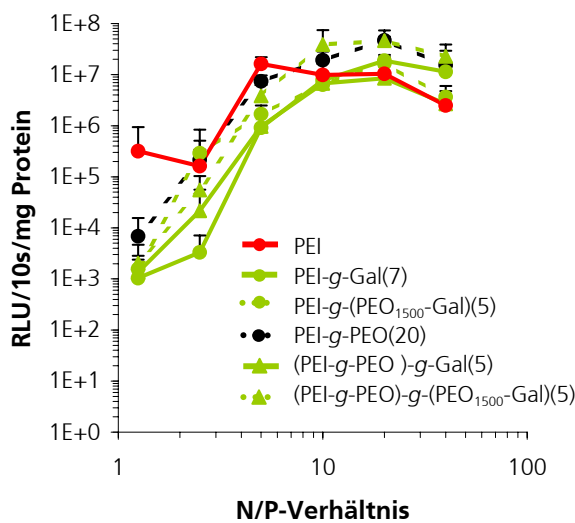 RLU/10s/mg Protein
1E+8
1E+7
1E+6
1E+5
1E+4
1E+3
1E+2
1E+1
1E+0
PEI
PEI-g-Gal(7)
PEI-g-(PEO₁₅₀₀-Gal)(5)
PEI-g-PEO(20)
(PEI-g-PEO )-g-Gal(5)
(PEI-g-PEO)-g-(PEO₁₅₀₀-Gal)(5)
1 10 100
N/P-Verhältnis